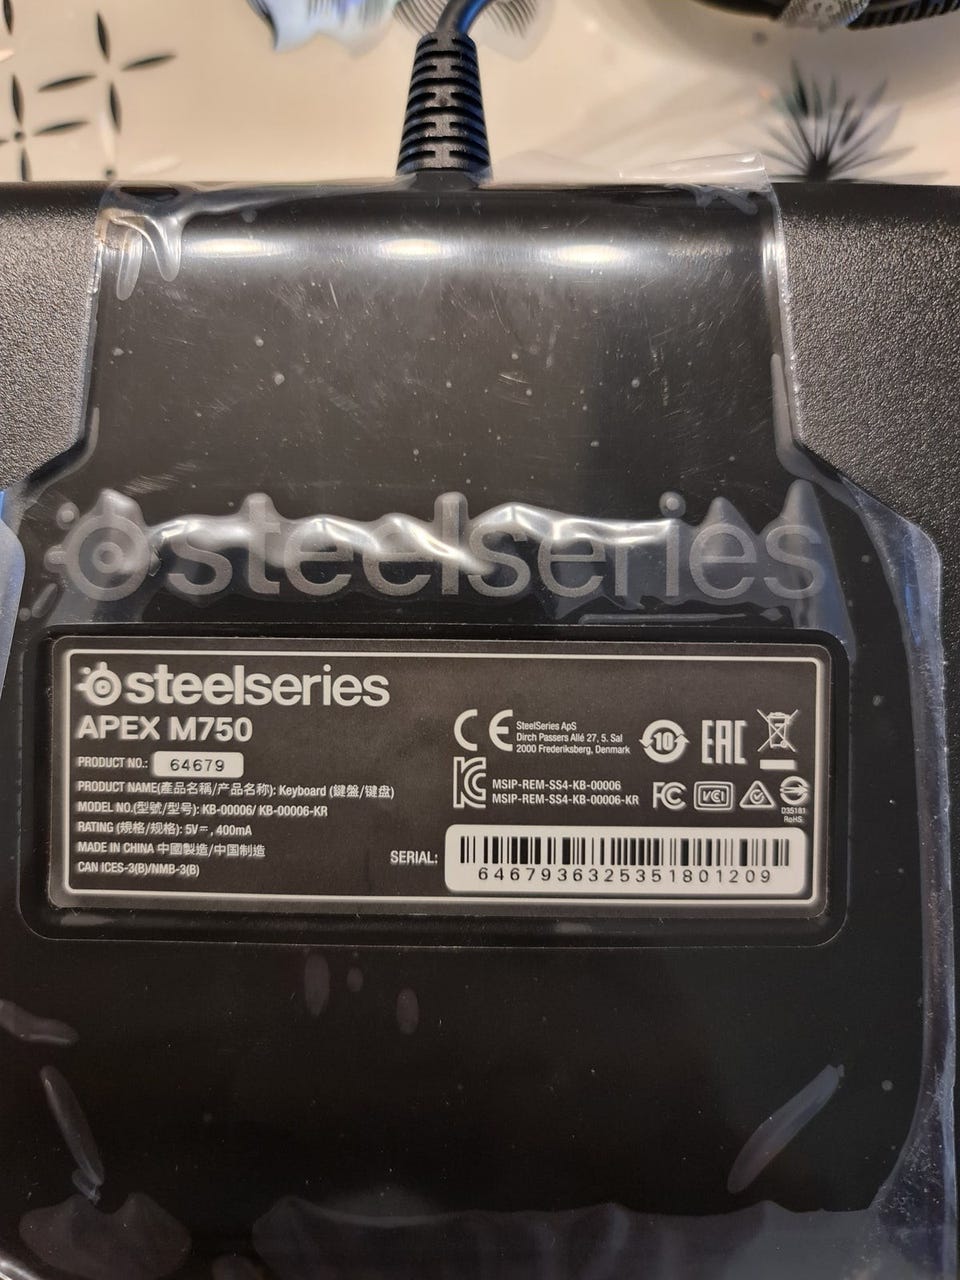 steelseries
steelseries
APEX M750
PRODUCT NO.: 64679
PRODUCT NAME(產品名稱/产品名称): Keyboard (鍵盤/键盘)
MODEL NO.(型號/型号): KB-00006/ KB-00006-KR
RATING (規格/规格): 5V⎓, 400mA
MADE IN CHINA 中國製造/中国制造
CAN ICES-3(B)/NMB-3(B)
CE
SteelSeries ApS
Dirch Passers Allé 27, 5. Sal
2000 Frederiksberg, Denmark
10
EAC
MSIP-REM-SS4-KB-00006
MSIP-REM-SS4-KB-00006-KR
FC
VCI
D35181
RoHS
SERIAL:
6467936325351801209